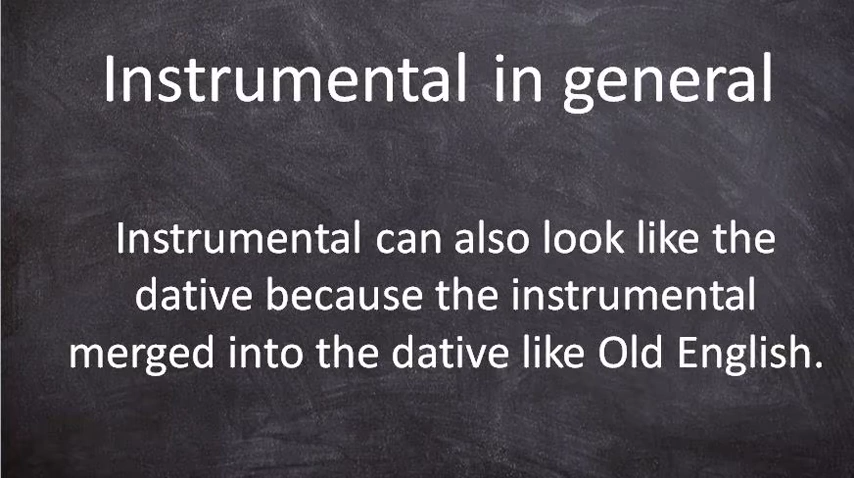 Instrumental in general
Instrumental can also look like the
dative because the instrumental
merged into the dative like Old English.